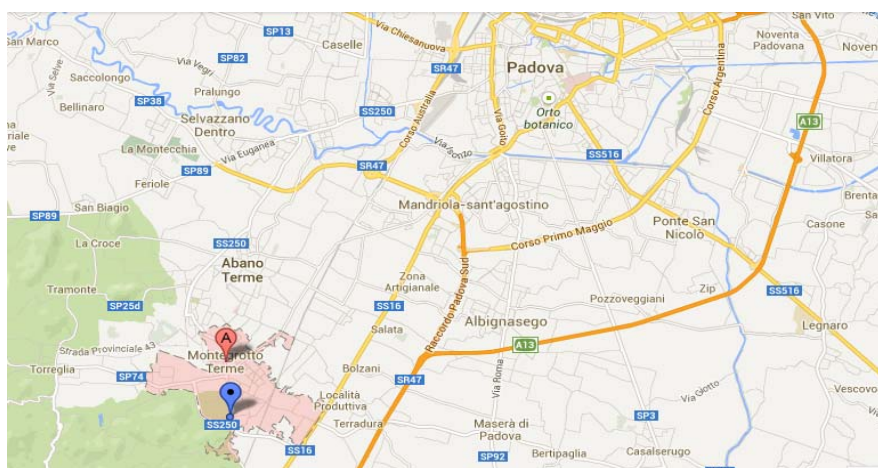 San Vito
SP13
Caselle
Via Chiesanuova
Noventa
Padovana
San Marco
Via Vegri
SP82
SR47
Padova
Corso Argentina
Via Selve
Saccolongo
Pralungo
SP38
SS250
Corso Australia
Orto
botanico
A13
Bellinaro
Selvazzano
Dentro
Via Goito
Via Isonzo
La Montecchia
Via Euganea
SR47
SS516
Villatora
SP89
Feriole
San Biagio
Mandriola-sant'agostino
SP89
Ponte San
Nicolò
Casone
La Croce
SS250
Corso Primo Maggio
Abano
Terme
Zona
Artigianale
Raccordo Padova Sud
Tramonte
SP25d
SS16
Pozzoveggiani
Zip
SS516
A
Salata
Albignasego
Legnaro
Strada Provinciale 43
Montegrotto
Terme
A13
Torreglia
SP74
Bolzani
SR47
Via Roma
Via Giotto
Località
Produttiva
SS250
Terradura
Maserà di
Padova
SP3
SS16
SP92
Bertipaglia
Casalserugo